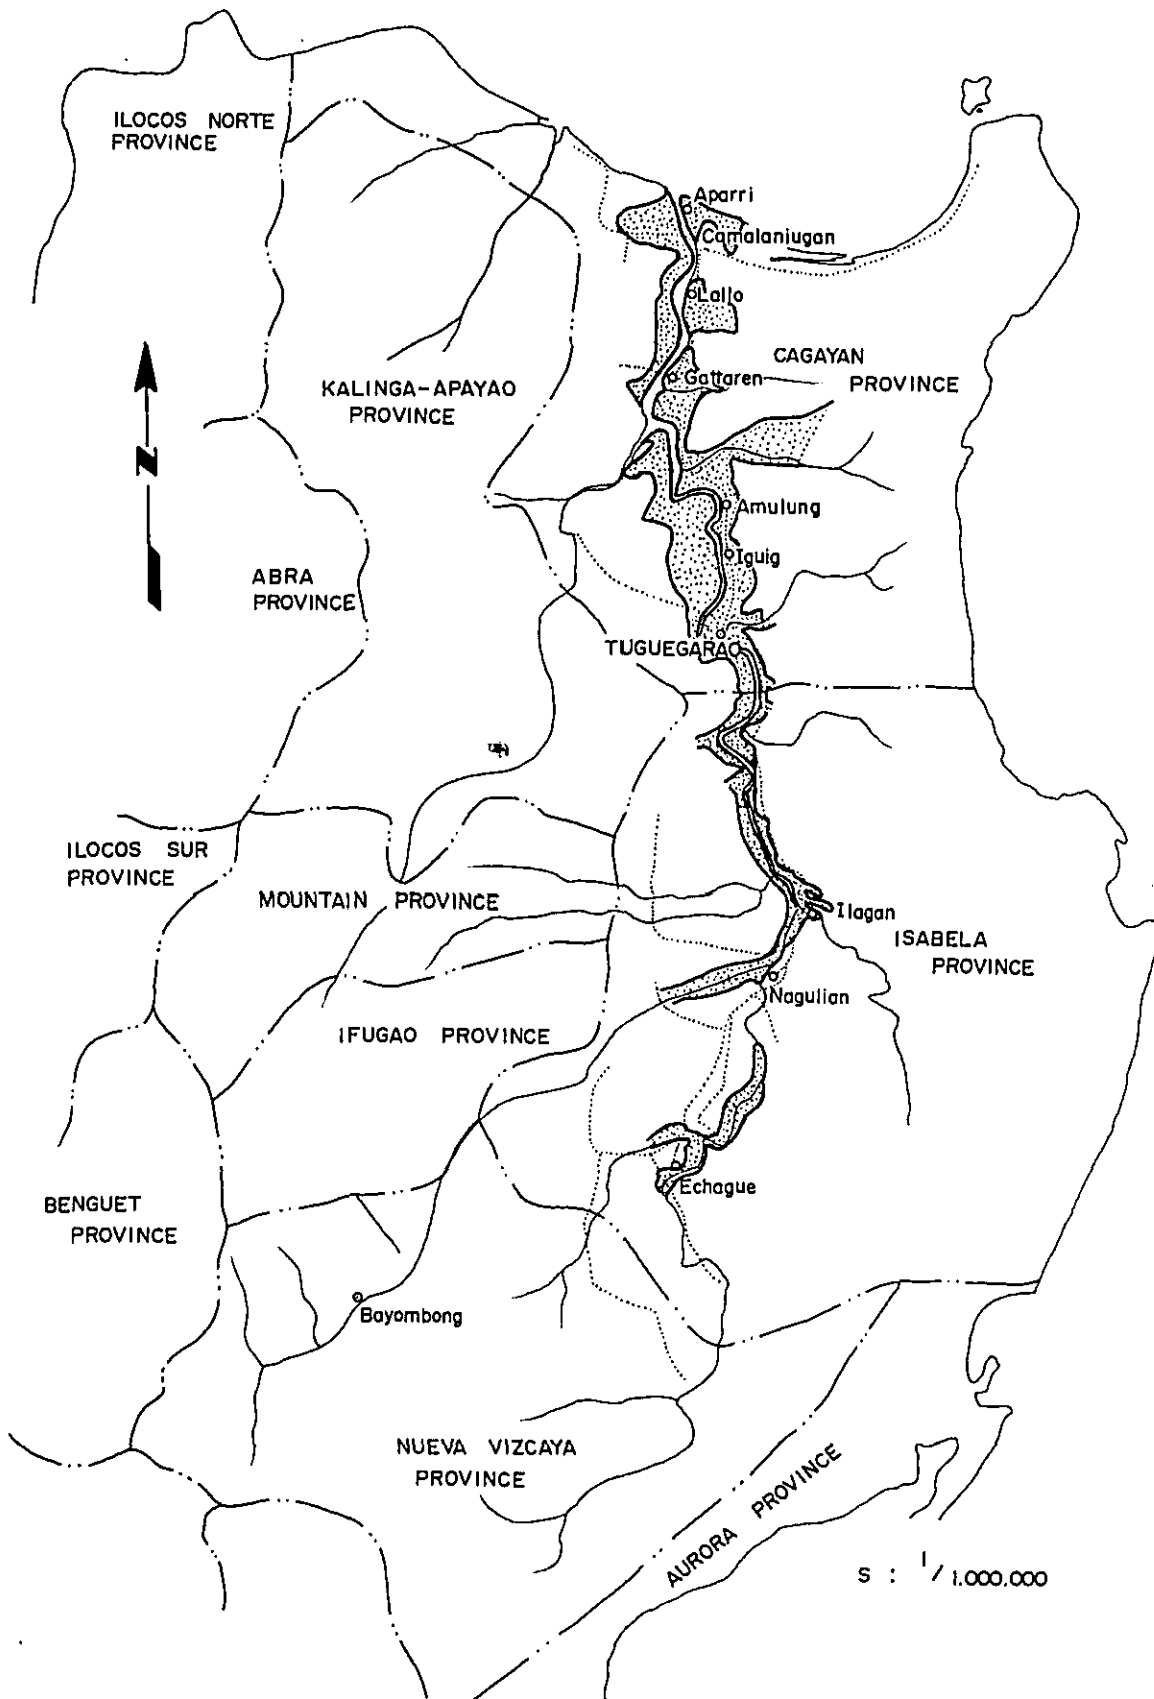 ILOCOS NORTE
PROVINCE
Aparri
Camalaniugan
Lallo
CAGAYAN
PROVINCE
Gattaren
KALINGA-APAYAO
PROVINCE
N
Amulung
Iguig
ABRA
PROVINCE
TUGUEGARAO
ILOCOS SUR
PROVINCE
MOUNTAIN PROVINCE
Ilagan
ISABELA
PROVINCE
Nagulian
IFUGAO PROVINCE
Echague
BENGUET
PROVINCE
Bayombong
NUEVA VIZCAYA
PROVINCE
AURORA PROVINCE
S : 1/1.000.000